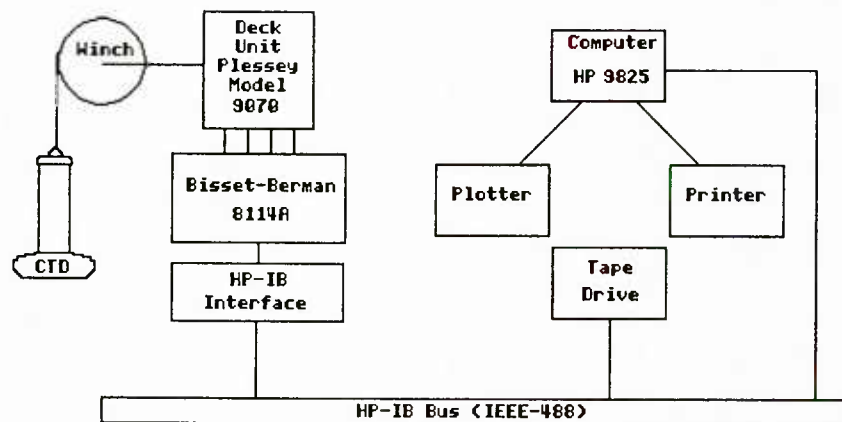 Winch
Deck
Unit
Plessey
Model
9070
Computer
HP 9825
Bisset-Berman
8114A
Plotter
Printer
CTD
HP-IB
Interface
Tape
Drive
HP-IB Bus (IEEE-488)